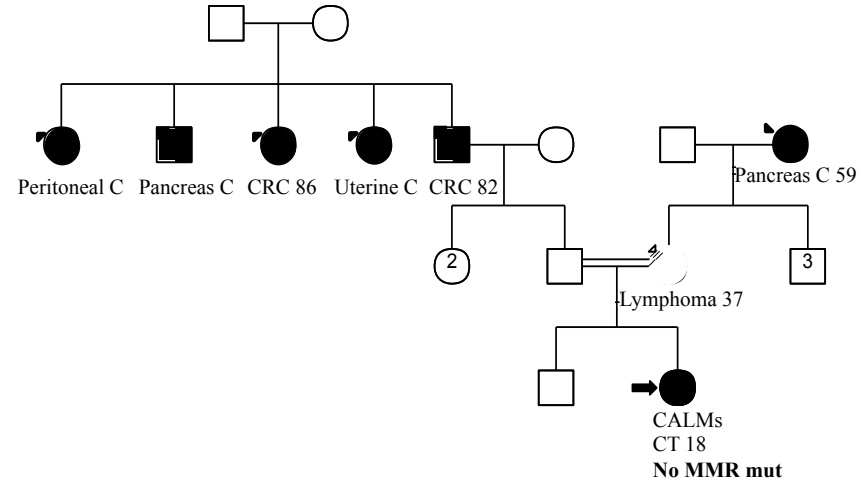 Peritoneal C
Pancreas C
CRC 86
Uterine C
CRC 82
Pancreas C 59
2
3
Lymphoma 37
CALMs
CT 18
No MMR mut